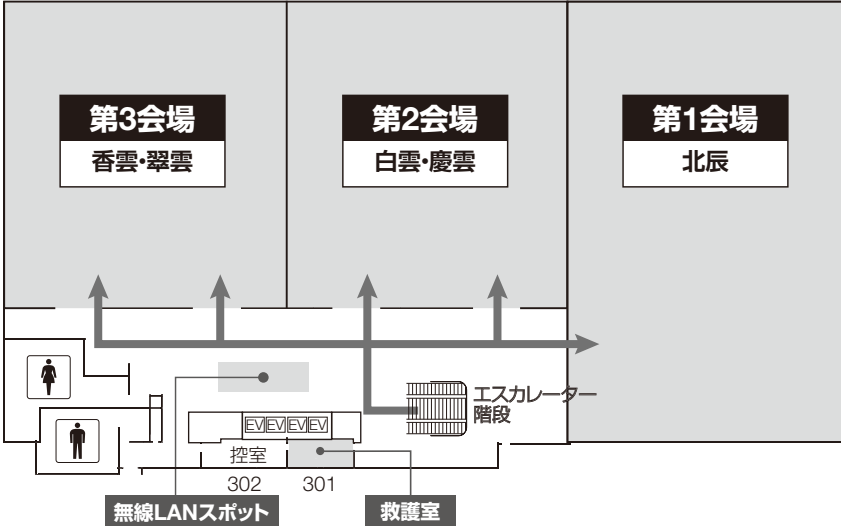 第3会場
香雲・翠雲
第2会場
白雲・慶雲
第1会場
北辰
エスカレーター
階段
EV EV EV EV
控室
302
301
無線LANスポット
救護室